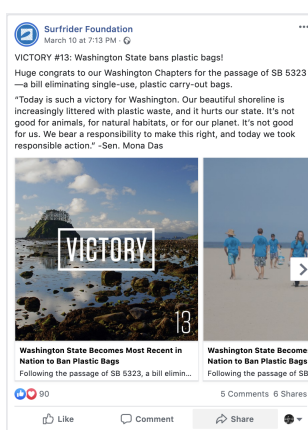 Surfrider Foundation
March 10 at 7:13 PM ·
VICTORY #13: Washington State bans plastic bags!
Huge congrats to our Washington Chapters for the passage of SB 5323
—a bill eliminating single-use, plastic carry-out bags.
"Today is such a victory for Washington. Our beautiful shoreline is
increasingly littered with plastic waste, and it hurts our state. It's not
good for animals, for natural habitats, or for our planet. It's not good
for us. We bear a responsibility to make this right, and today we took
responsible action." -Sen. Mona Das
VICTORY
13
Washington State Becomes Most Recent in
Nation to Ban Plastic Bags
Following the passage of SB 5323, a bill elimin...
Washington State Become
Nation to Ban Plastic Bags
Following the passage of SB
90
5 Comments 6 Shares
Like
Comment
Share